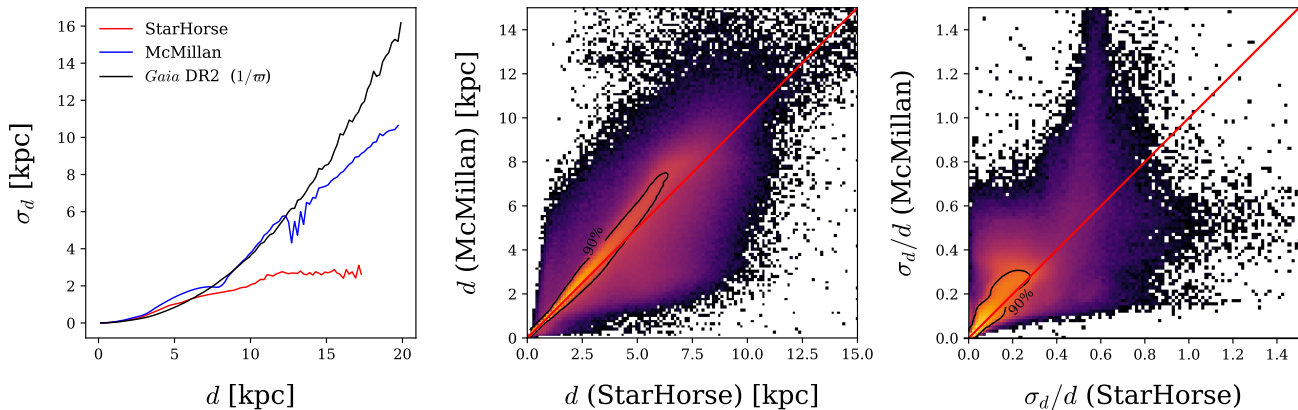 16
14
12
10
8
6
4
2
0
σ_d [kpc]
StarHorse
McMillan
Gaia DR2 (1/ϖ)
0 5 10 15 20
d [kpc]
14
12
10
8
6
4
2
0
d (McMillan) [kpc]
90%
0.0 2.5 5.0 7.5 10.0 12.5 15.0
d (StarHorse) [kpc]
1.4
1.2
1.0
0.8
0.6
0.4
0.2
0.0
σ_d/d (McMillan)
90%
0.0 0.2 0.4 0.6 0.8 1.0 1.2 1.4
σ_d/d (StarHorse)